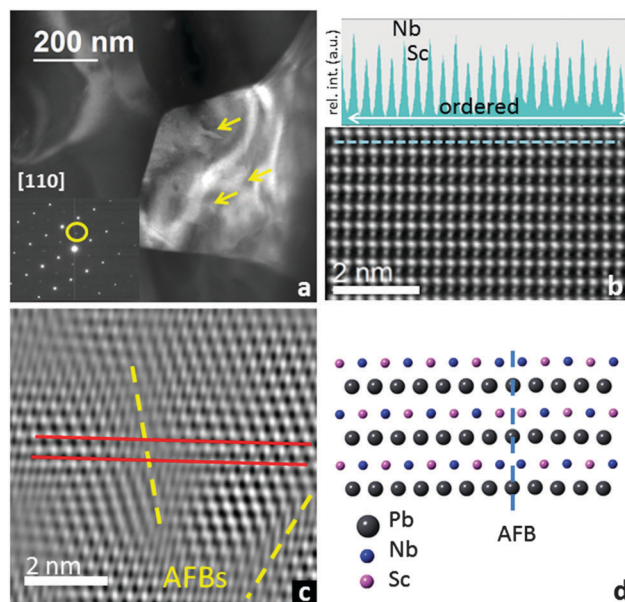 200 nm
[110]
a
Nb
Sc
rel. int. (a.u.)
ordered
2 nm
b
2 nm
AFBs
c
Pb
Nb
Sc
AFB
d